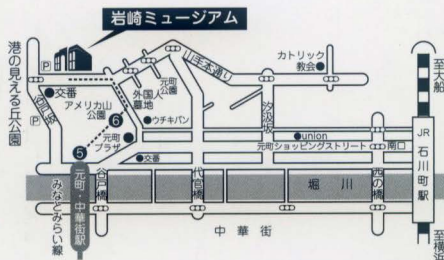 岩崎ミュージアム
港の見える丘公園
P
P
交番
谷戸坂
アメリカ山
公園
6
外国人
墓地
元町
公園
山手本通り
カトリック
教会
ウチキパン
元町
プラザ
汐汲坂
union
元町ショッピングストリート
南口
5
交番
谷戸橋
代官橋
堀川
西の橋
元町・中華街駅
みなとみらい線
中華街
JR
石川町駅
至大船
至横浜